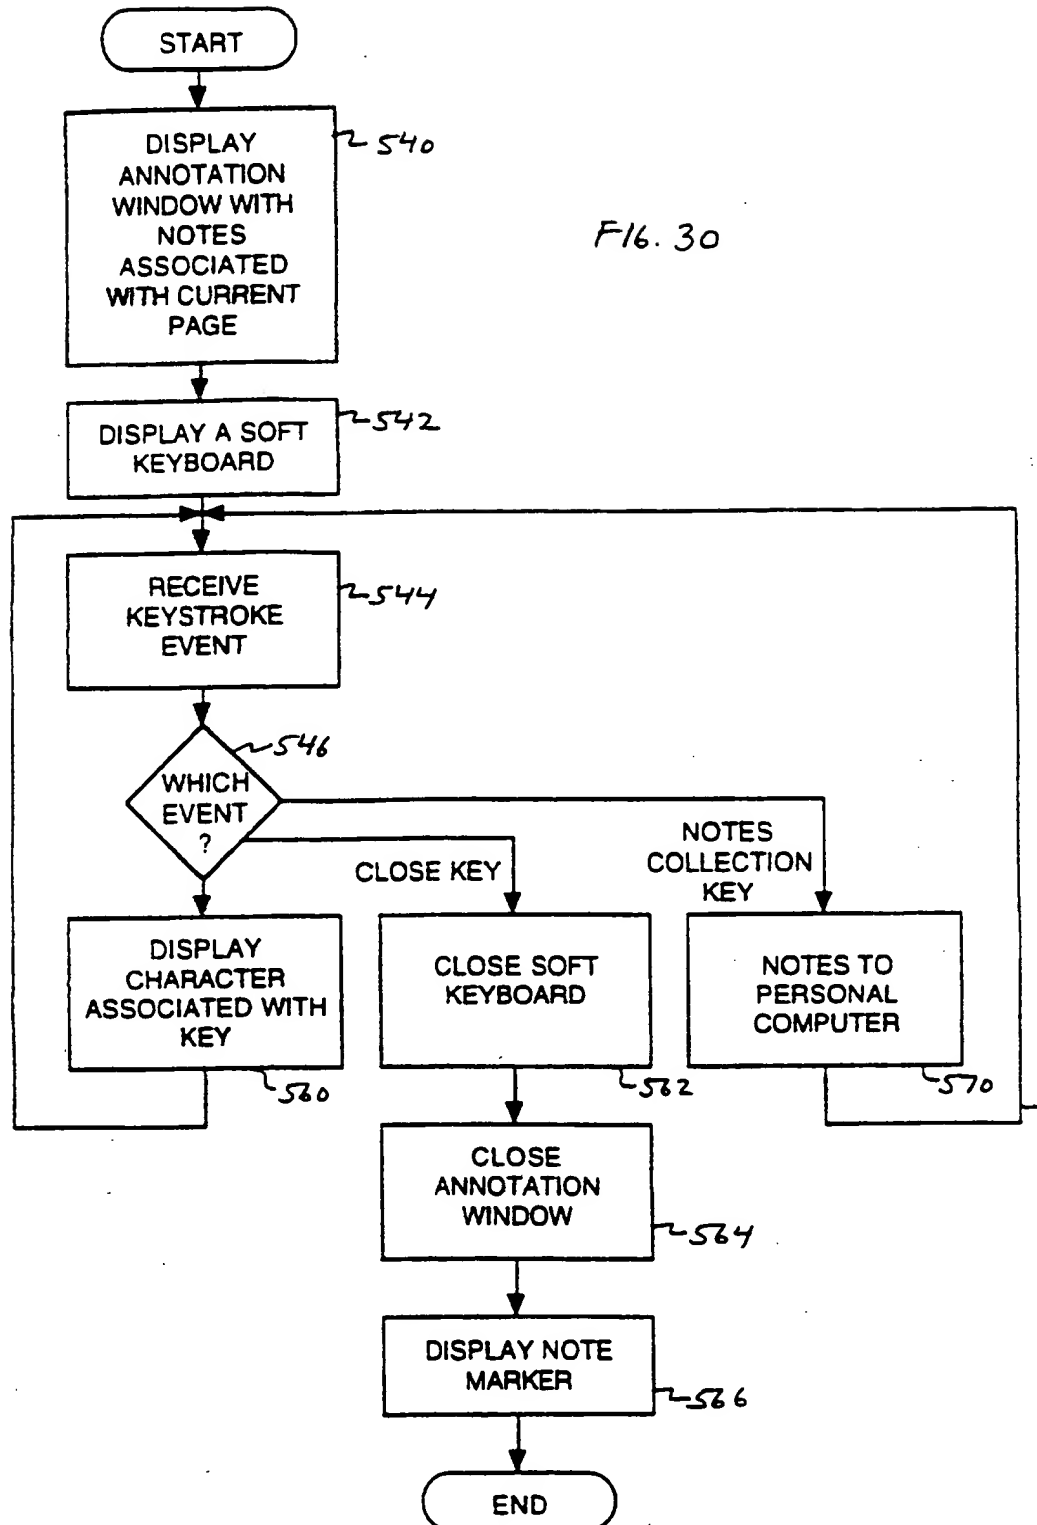 START
DISPLAY
ANNOTATION
WINDOW WITH
NOTES
ASSOCIATED
WITH CURRENT
PAGE
540
FIG. 30
DISPLAY A SOFT
KEYBOARD
542
RECEIVE
KEYSTROKE
EVENT
544
WHICH
EVENT
?
546
CLOSE KEY
NOTES
COLLECTION
KEY
DISPLAY
CHARACTER
ASSOCIATED WITH
KEY
560
CLOSE SOFT
KEYBOARD
562
NOTES TO
PERSONAL
COMPUTER
570
CLOSE
ANNOTATION
WINDOW
564
DISPLAY NOTE
MARKER
566
END